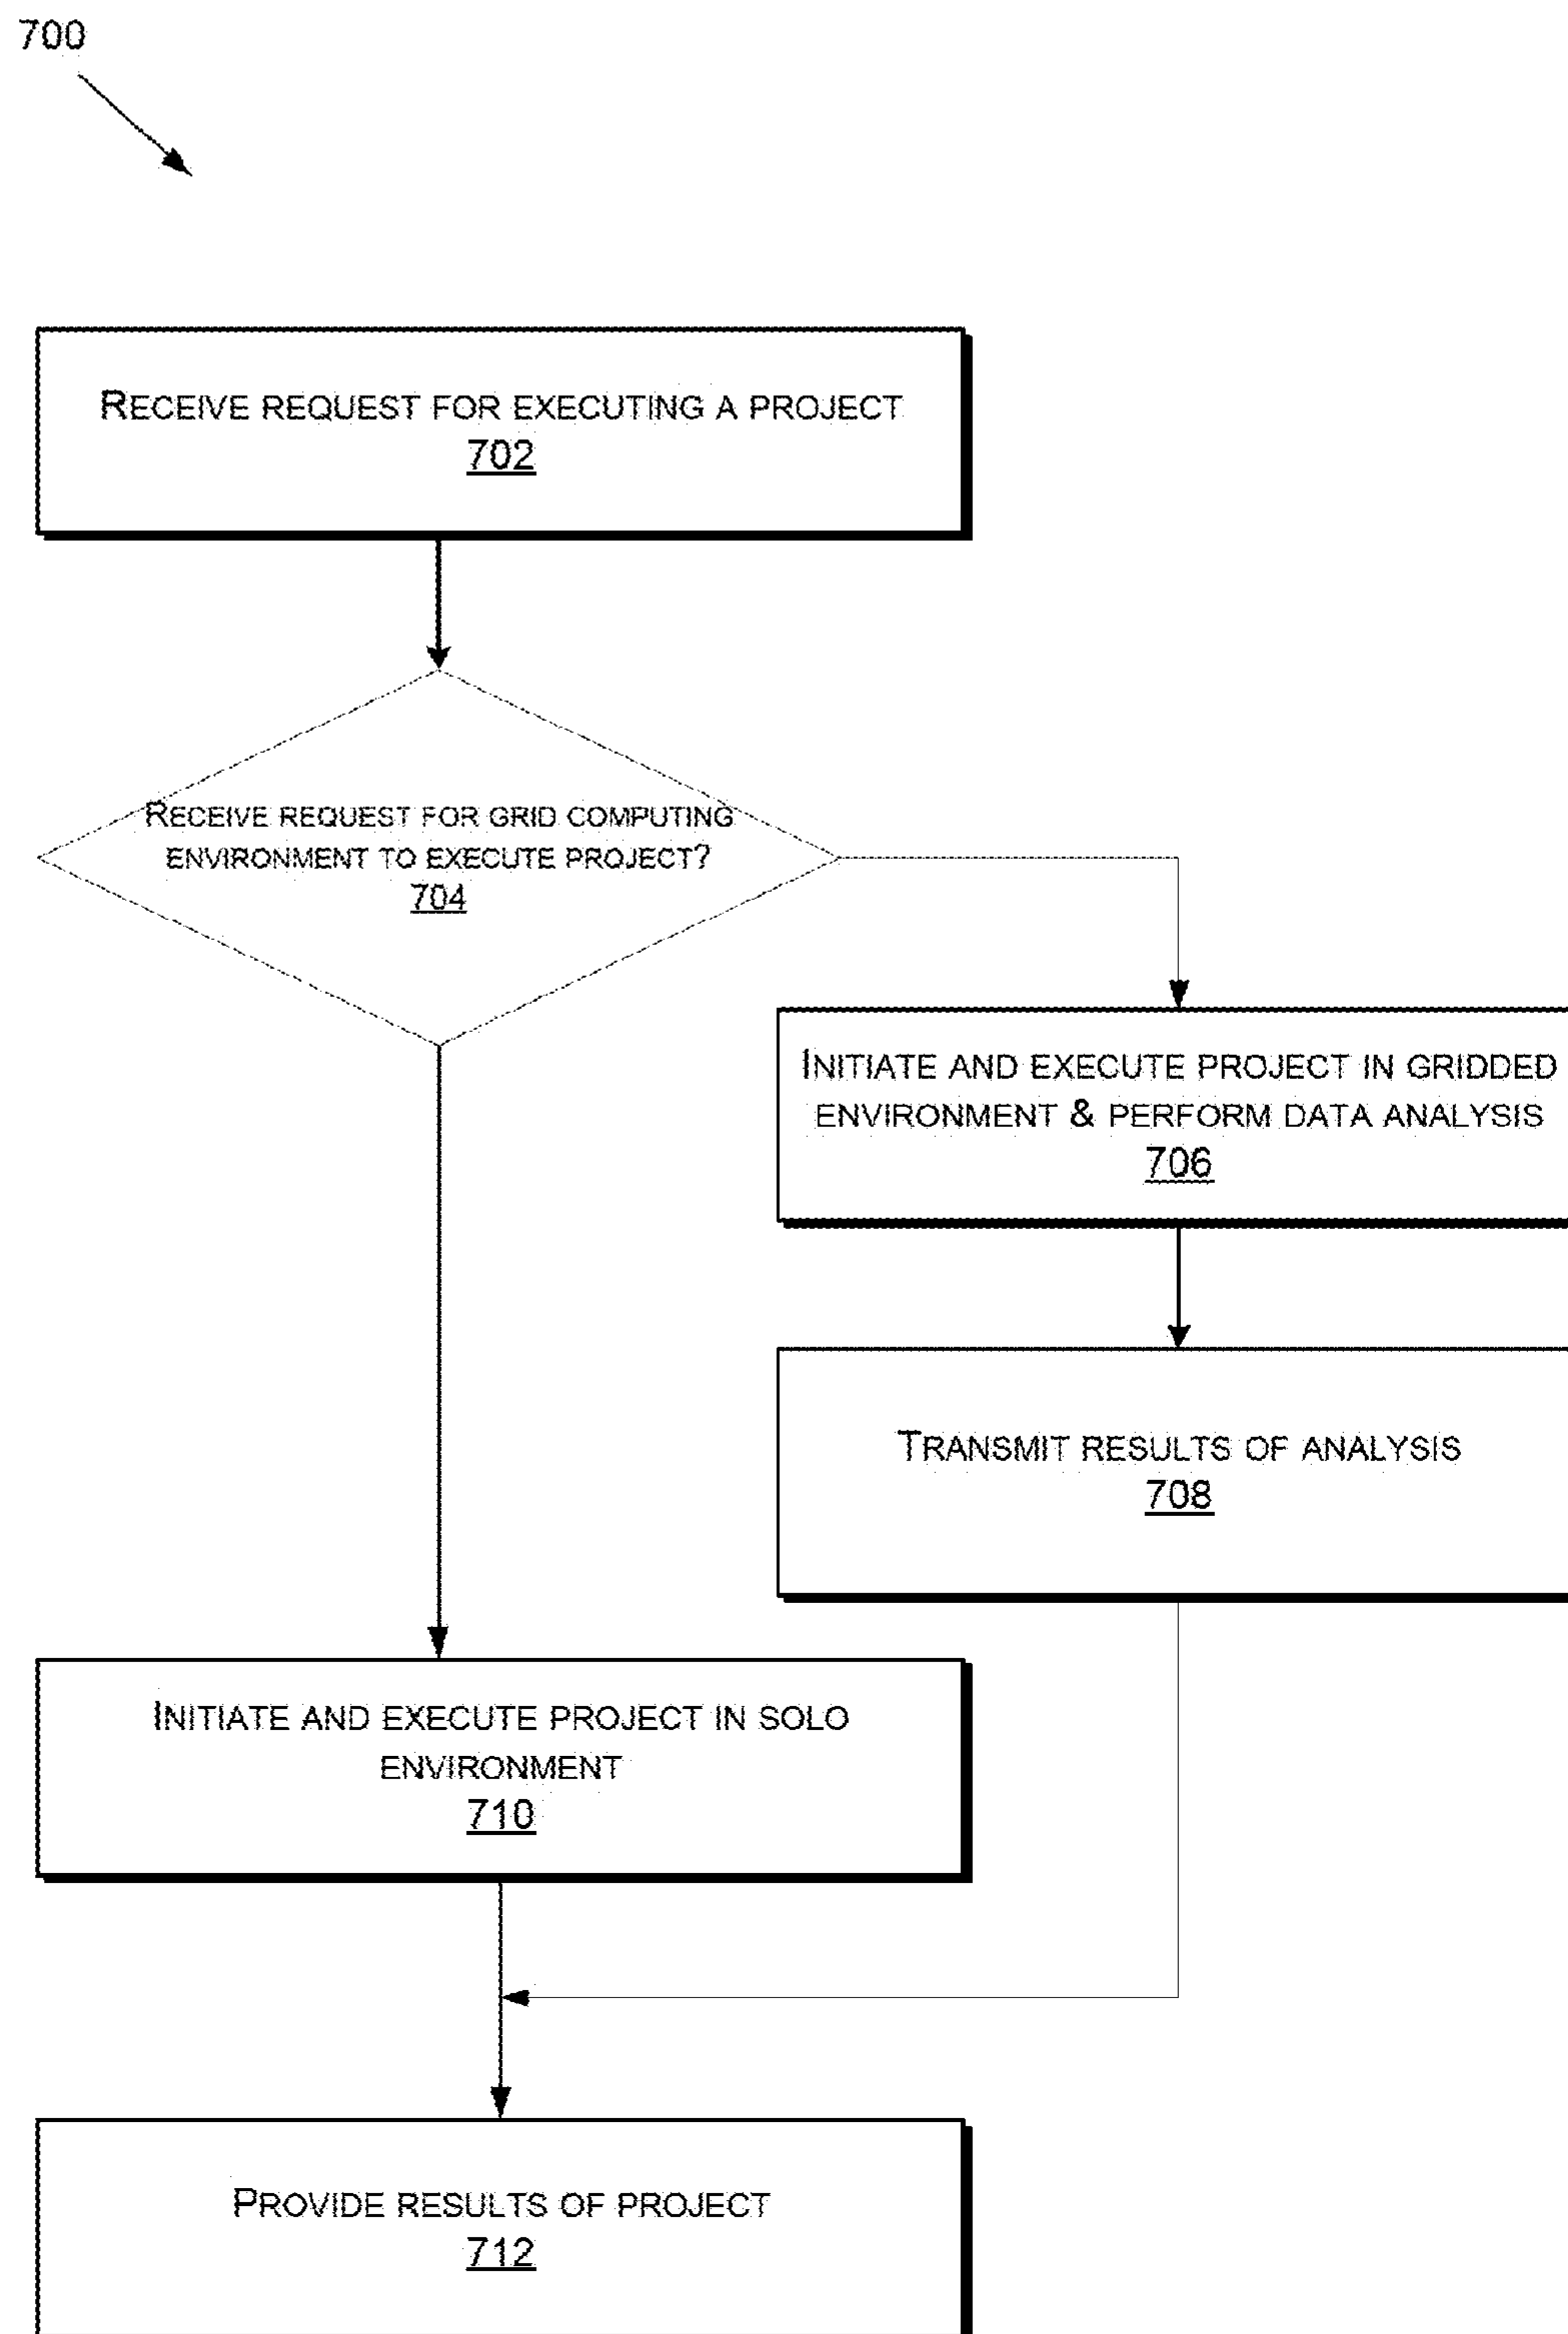 700
RECEIVE REQUEST FOR EXECUTING A PROJECT
702
RECEIVE REQUEST FOR GRID COMPUTING
ENVIRONMENT TO EXECUTE PROJECT?
704
INITIATE AND EXECUTE PROJECT IN GRIDDED
ENVIRONMENT & PERFORM DATA ANALYSIS
706
TRANSMIT RESULTS OF ANALYSIS
708
INITIATE AND EXECUTE PROJECT IN SOLO
ENVIRONMENT
710
PROVIDE RESULTS OF PROJECT
712